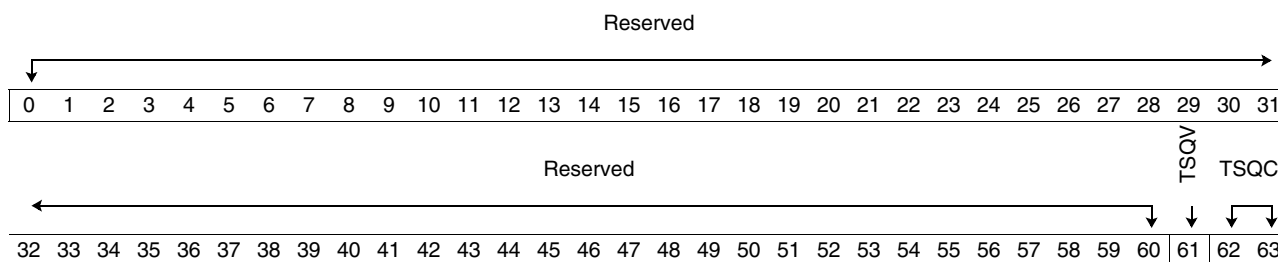 Reserved
0 1 2 3 4 5 6 7 8 9 10 11 12 13 14 15 16 17 18 19 20 21 22 23 24 25 26 27 28 29 30 31
Reserved TSQV TSQC
32 33 34 35 36 37 38 39 40 41 42 43 44 45 46 47 48 49 50 51 52 53 54 55 56 57 58 59 60 61 62 63